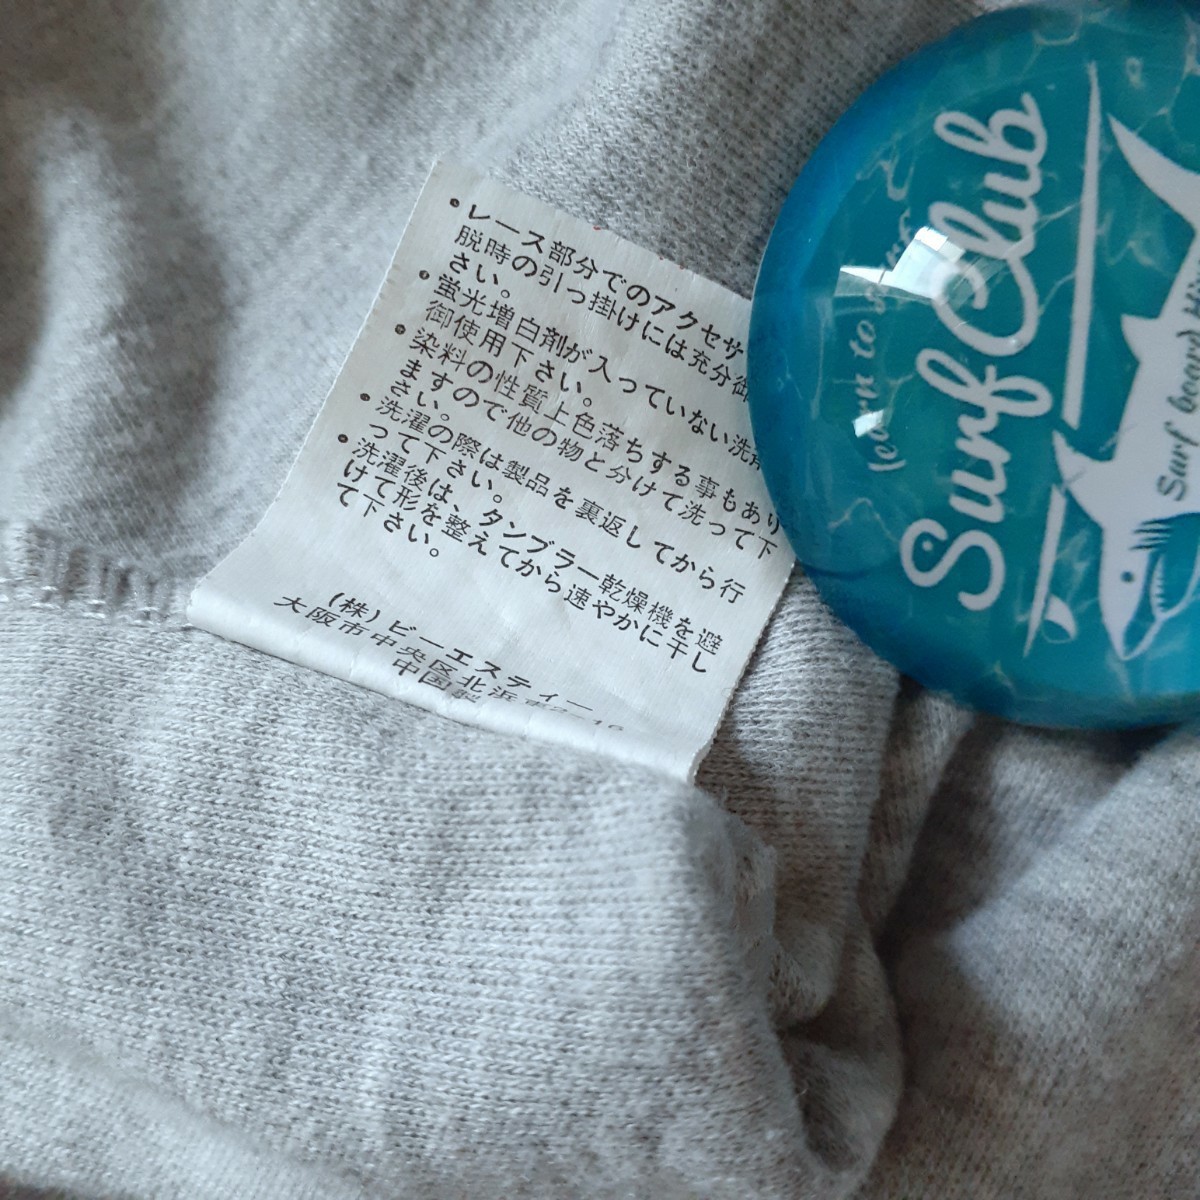 ・レース部分でのアクセサ
脱時の引っ掛けには充分御
さい。
・蛍光増白剤が入っていない洗剤
御使用下さい。
・染料の性質上色落ちする事もあり
ますので他の物と分けて洗って下
さい。
・洗濯の際は製品を裏返してから行
って下さい。
・洗濯後は、タンブラー乾燥機を避
けて形を整えてから速やかに干し
て下さい。
(株)ビーエスティー
大阪市中央区北浜東
中国製
learn to
Surf Club
Surf board